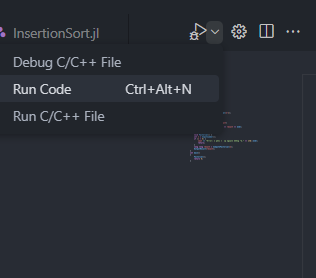 InsertionSort.jl
Debug C/C++ File
Run Code Ctrl+Alt+N
Run C/C++ File